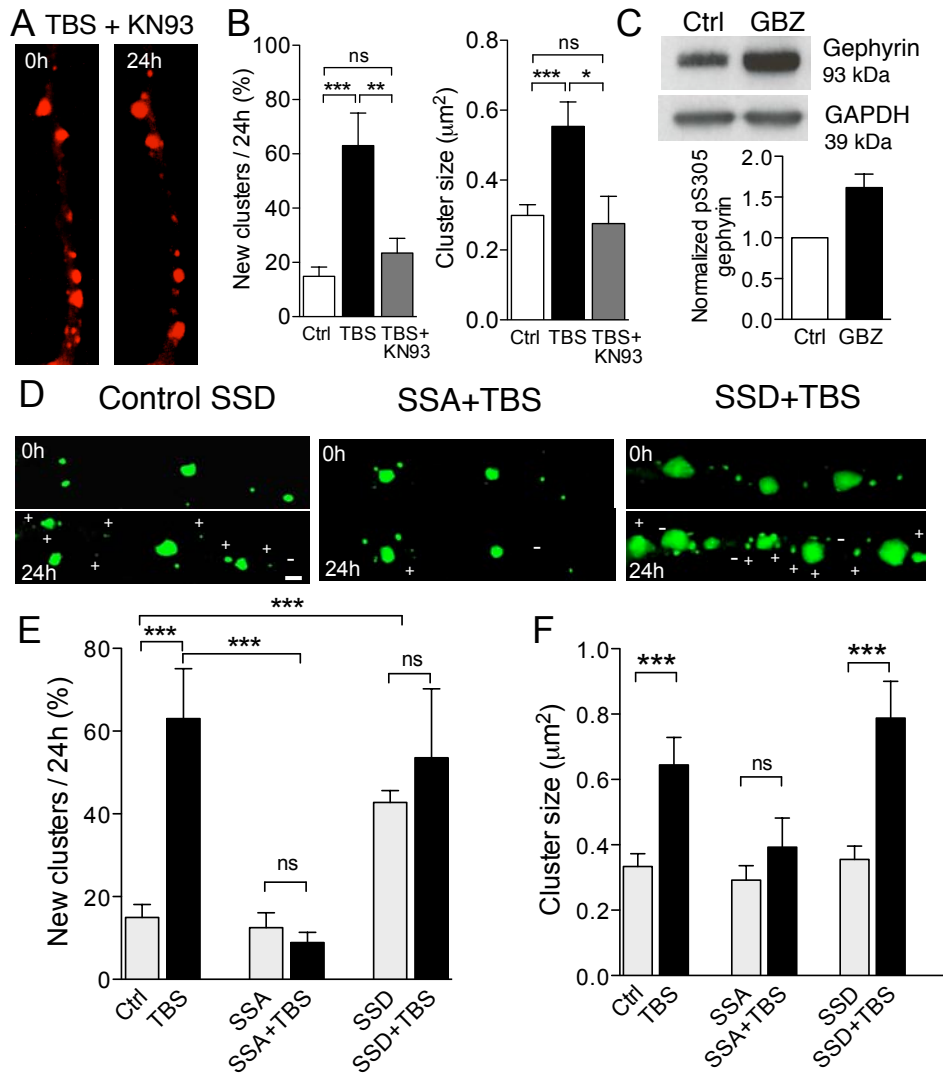 A TBS + KN93
0h
24h
B
New clusters / 24h (%)
100
80
60
40
20
0
ns
***
**
Ctrl
TBS
TBS+
KN93
Cluster size (μm²)
0.8
0.6
0.4
0.2
0.0
ns
***
*
Ctrl
TBS
TBS+
KN93
C
Ctrl
GBZ
Gephyrin
93 kDa
GAPDH
39 kDa
Normalized pS305
gephyrin
2.0
1.5
1.0
0.5
0.0
Ctrl
GBZ
D
Control SSD
SSA+TBS
SSD+TBS
0h
0h
0h
+ + + + + + + -
24h
+ -
24h
+ - - + + + - + +
24h
E
New clusters / 24h (%)
80
60
40
20
0
***
***
***
ns
ns
Ctrl
TBS
SSA
SSA+TBS
SSD
SSD+TBS
F
Cluster size (μm²)
1.0
0.8
0.6
0.4
0.2
0.0
***
ns
***
Ctrl
TBS
SSA
SSA+TBS
SSD
SSD+TBS